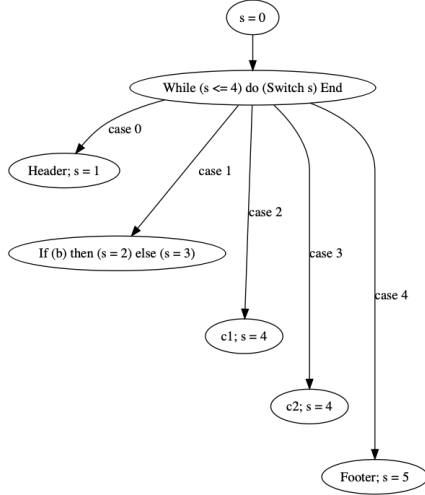 s = 0
While (s <= 4) do (Switch s) End
case 0
Header; s = 1
case 1
If (b) then (s = 2) else (s = 3)
case 2
c1; s = 4
case 3
c2; s = 4
case 4
Footer; s = 5